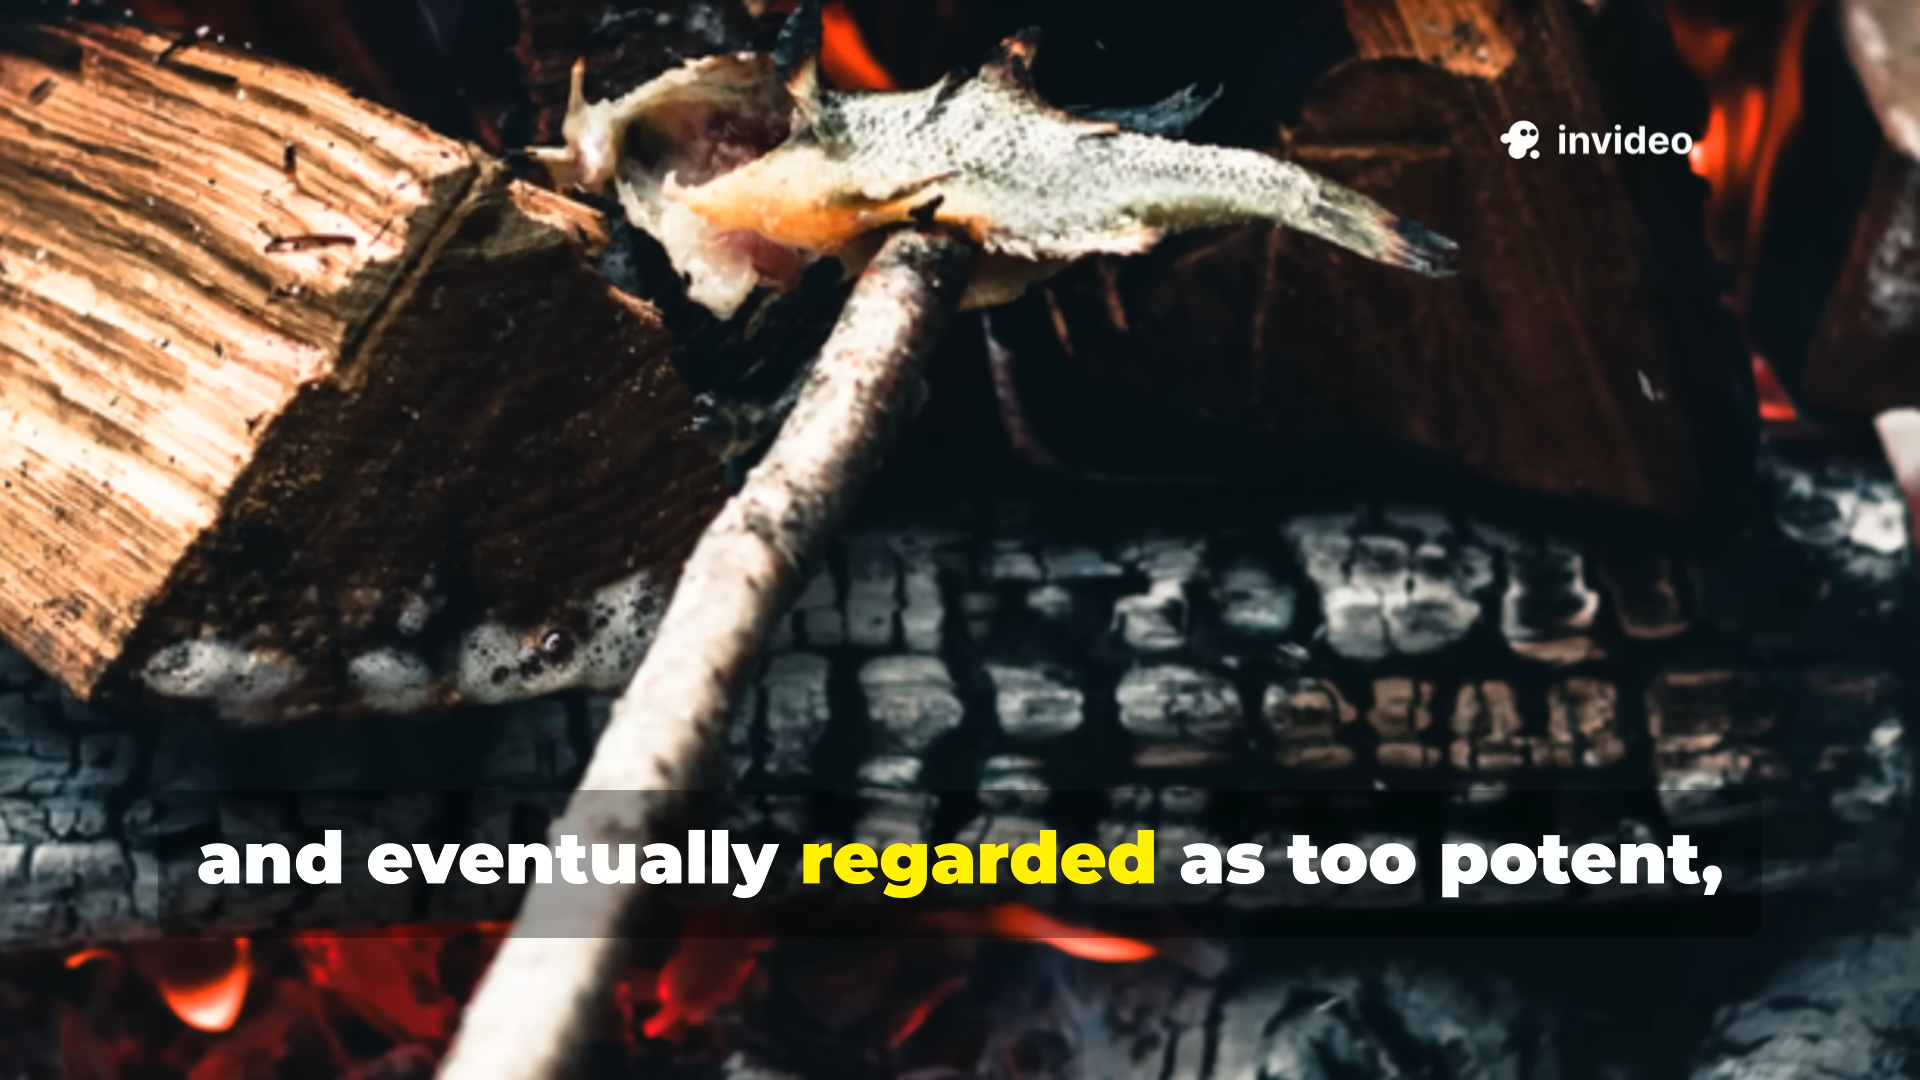 invideo
and eventually regarded as too potent,